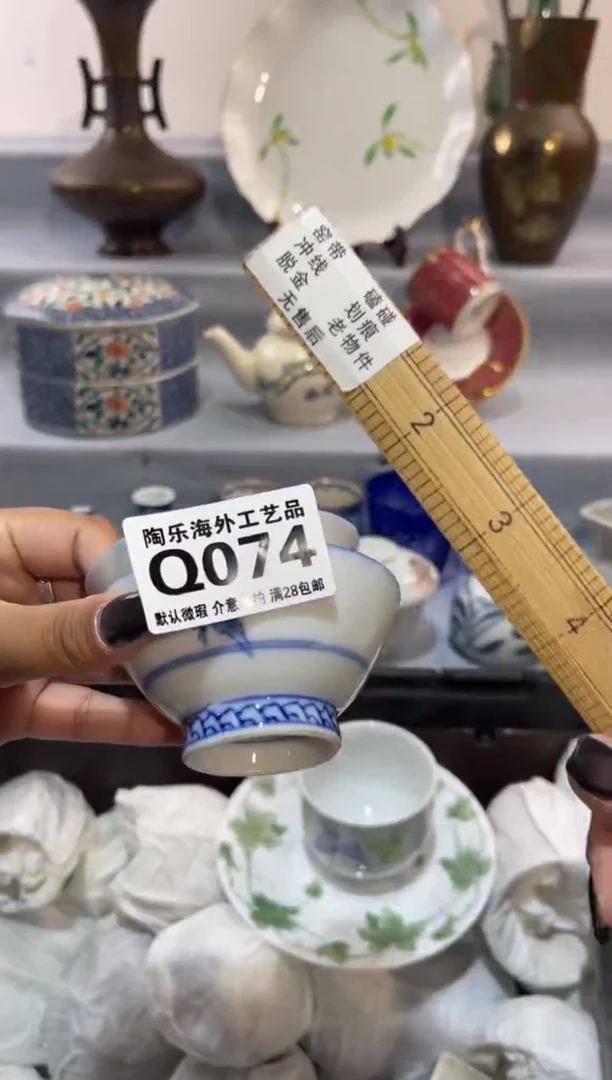 窑带 磕碰
冲线 划痕
脱金 老物件
无售后
2
3
4
陶乐海外工艺品
Q074
默认微瑕 介意 拍 满28包邮